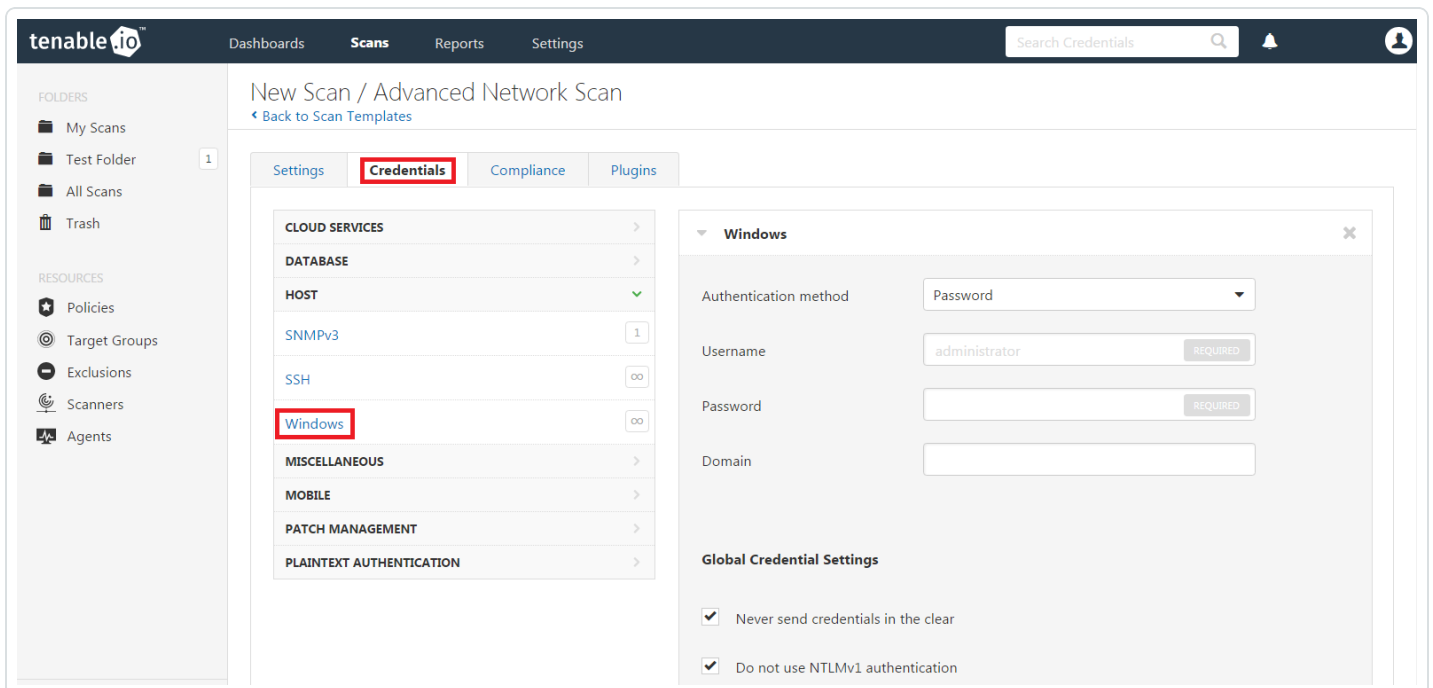 tenable.io™
Dashboards Scans Reports Settings
Search Credentials
FOLDERS
My Scans
Test Folder 1
All Scans
Trash
RESOURCES
Policies
Target Groups
Exclusions
Scanners
Agents
New Scan / Advanced Network Scan
Back to Scan Templates
Settings Credentials Compliance Plugins
CLOUD SERVICES
DATABASE
HOST
SNMPv3 1
SSH ∞
Windows ∞
MISCELLANEOUS
MOBILE
PATCH MANAGEMENT
PLAINTEXT AUTHENTICATION
Windows
Authentication method Password
Username administrator REQUIRED
Password REQUIRED
Domain
Global Credential Settings
Never send credentials in the clear
Do not use NTLMv1 authentication